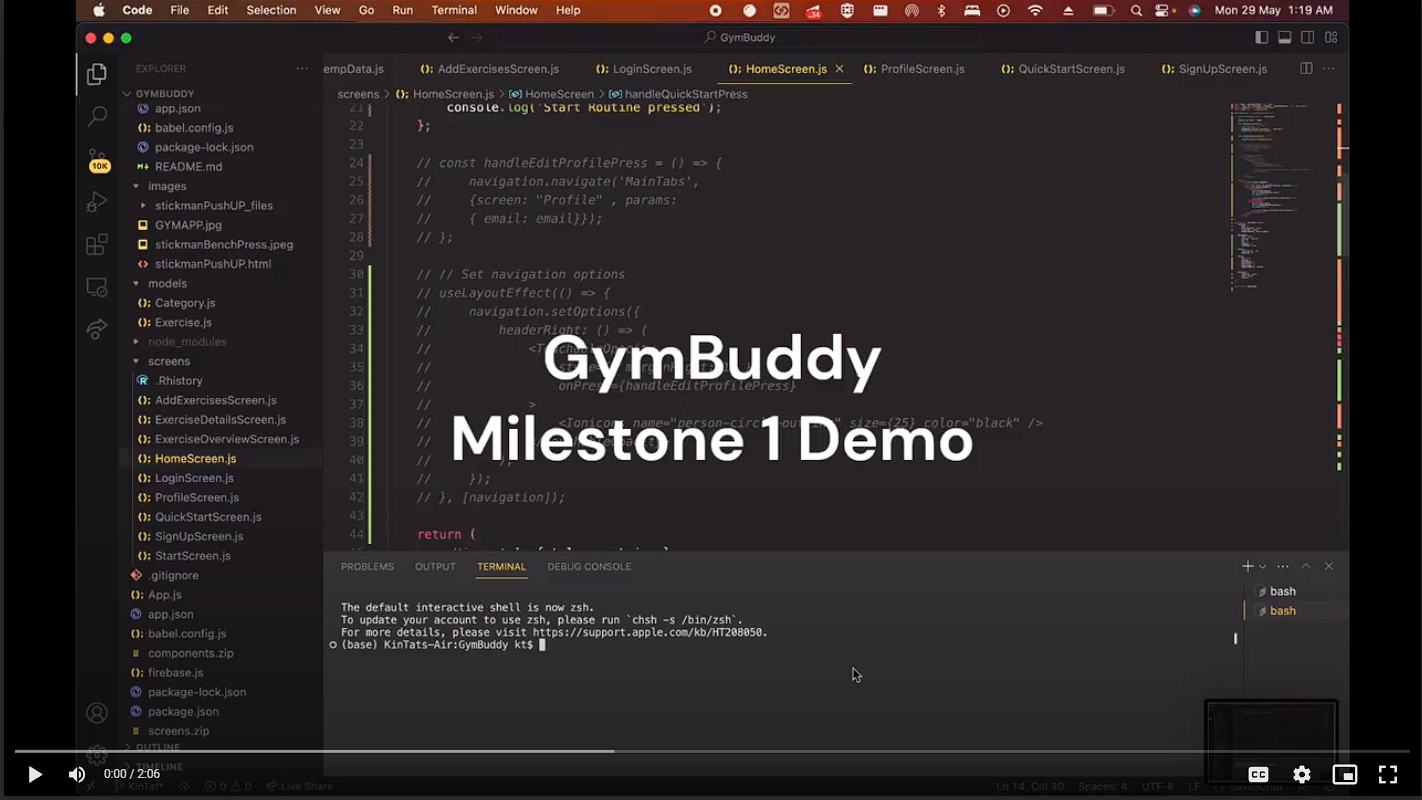 Code File Edit Selection View Go Run Terminal Window Help Mon 29 May 1:19 AM
GymBuddy
EXPLORER
empData.js AddExercisesScreen.js LoginScreen.js HomeScreen.js ProfileScreen.js QuickStartScreen.js SignUpScreen.js
screens > HomeScreen.js > HomeScreen > handleQuickStartPress
GYMBUDDY
app.json
babel.config.js
package-lock.json
10K
README.md
images
stickmanPushUP_files
GYMAPP.jpg
stickmanBenchPress.jpeg
stickmanPushUP.html
models
Category.js
Exercise.js
node_modules
screens
.Rhistory
AddExercisesScreen.js
ExerciseDetailsScreen.js
ExerciseOverviewScreen.js
HomeScreen.js
LoginScreen.js
ProfileScreen.js
QuickStartScreen.js
SignUpScreen.js
StartScreen.js
.gitignore
App.js
app.json
babel.config.js
components.zip
firebase.js
package-lock.json
package.json
screens.zip
OUTLINE
TIMELINE
21 console.log('Start Routine pressed');
22 };
23
24 // const handleEditProfilePress = () => {
25 // navigation.navigate('MainTabs',
26 // {screen: "Profile" , params:
27 // { email: email}});
28 // };
29
30 // // Set navigation options
31 // useLayoutEffect(() => {
32 // navigation.setOptions({
33 // headerRight: () => (
34 //
35 //
36 // onPress={handleEditProfilePress}
37 // >
38 // <Ionicons name="person-circle-outline" size={25} color="black" />
39 //
40 // );
41 // });
42 // }, [navigation]);
43
44 return (
GymBuddy
Milestone 1 Demo
PROBLEMS OUTPUT TERMINAL DEBUG CONSOLE
The default interactive shell is now zsh.
To update your account to use zsh, please run `chsh -s /bin/zsh`.
For more details, please visit https://support.apple.com/kb/HT208050.
(base) KinTats-Air:GymBuddy kt$
bash
bash
0:00 / 2:06
CC
KinTat* 0 0 Live Share Ln 14, Col 30 Spaces: 4 UTF-8 LF JavaScript